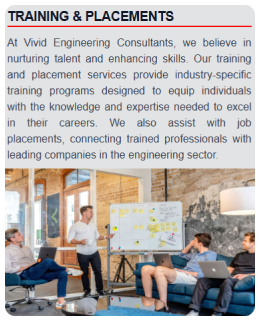 TRAINING & PLACEMENTS
At Vivid Engineering Consultants, we believe in
nurturing talent and enhancing skills. Our training
and placement services provide industry-specific
training programs designed to equip individuals
with the knowledge and expertise needed to excel
in their careers. We also assist with job
placements, connecting trained professionals with
leading companies in the engineering sector.